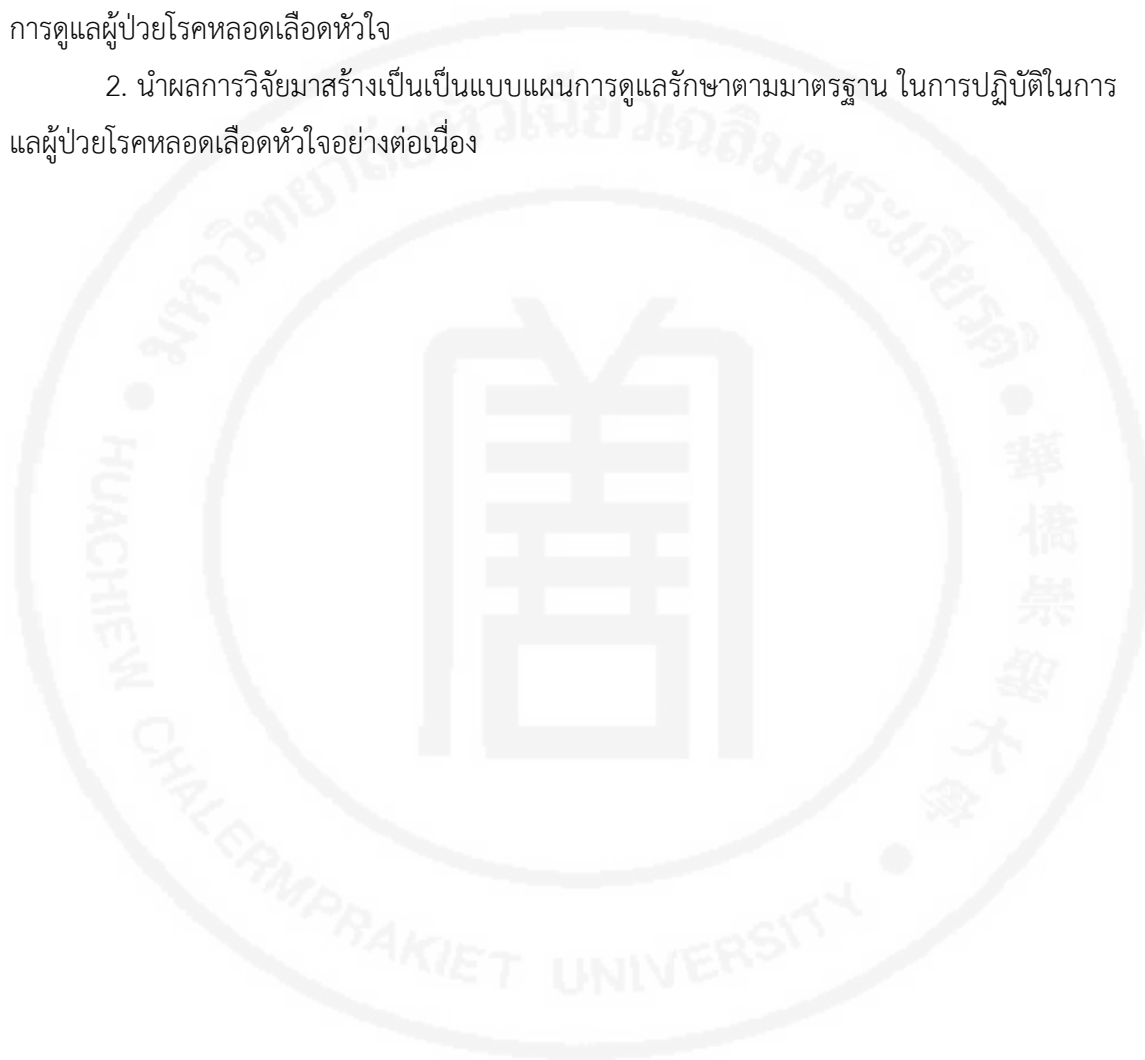 การดูแลผู้ป่วยโรคหลอดเลือดหัวใจ
2. นำผลการวิจัยมาสร้างเป็นเป็นแบบแผนการดูแลรักษาตามมาตรฐาน ในการปฏิบัติในการ
แลผู้ป่วยโรคหลอดเลือดหัวใจอย่างต่อเนื่อง
มหาวิทยาลัยหัวเฉียวเฉลิมพระเกียรติ
HUACHIEW CHALERMPRAKIET UNIVERSITY
華僑崇聖大學